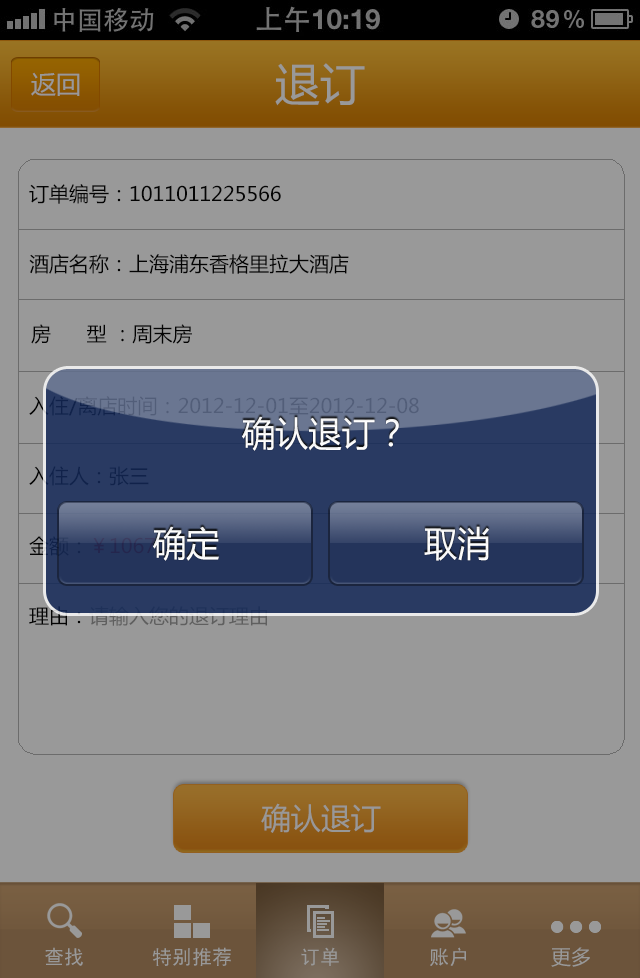 中国移动 上午10:19 89%
返回 退订
订单编号：1011011225566
酒店名称：上海浦东香格里拉大酒店
房 型 ：周末房
入住/离店时间：2012-12-01至2012-12-08
确认退订？
入住人：张三
确定 取消
金额：￥1067
理由：请输入您的退订理由
确认退订
查找 特别推荐 订单 账户 更多